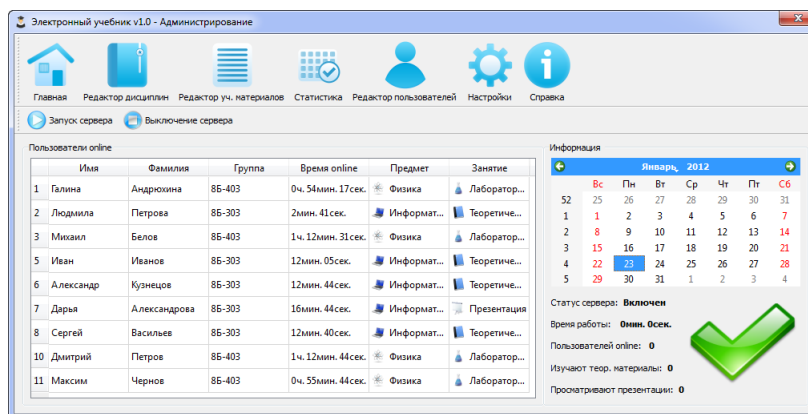 Электронный учебник v1.0 - Администрирование
Главная Редактор дисциплин Редактор уч. материалов Статистика Редактор пользователей Настройки Справка
Запуск сервера Выключение сервера
Пользователи online
Имя Фамилия Группа Время online Предмет Занятие
1 Галина Андрюхина 8Б-403 0ч. 54мин. 17сек. Физика Лаборатор...
2 Людмила Петрова 8Б-303 2мин. 41сек. Информат... Теоретиче...
3 Михаил Белов 8Б-403 1ч. 12мин. 31сек. Физика Лаборатор...
5 Иван Иванов 8Б-303 12мин. 05сек. Информат... Теоретиче...
6 Александр Кузнецов 8Б-303 12мин. 44сек. Информат... Теоретиче...
7 Дарья Александрова 8Б-303 16мин. 44сек. Информат... Презентация
8 Сергей Васильев 8Б-303 12мин. 40сек. Информат... Теоретиче...
10 Дмитрий Петров 8Б-403 1ч. 12мин. 44сек. Физика Лаборатор...
11 Максим Чернов 8Б-403 0ч. 55мин. 44сек. Физика Лаборатор...
Информация
Январь, 2012
Вс Пн Вт Ср Чт Пт Сб
52 25 26 27 28 29 30 31
1 1 2 3 4 5 6 7
2 8 9 10 11 12 13 14
3 15 16 17 18 19 20 21
4 22 23 24 25 26 27 28
5 29 30 31 1 2 3 4
Статус сервера: Включен
Время работы: 0мин. 0сек.
Пользователей online: 0
Изучают теор. материалы: 0
Просматривают презентации: 0